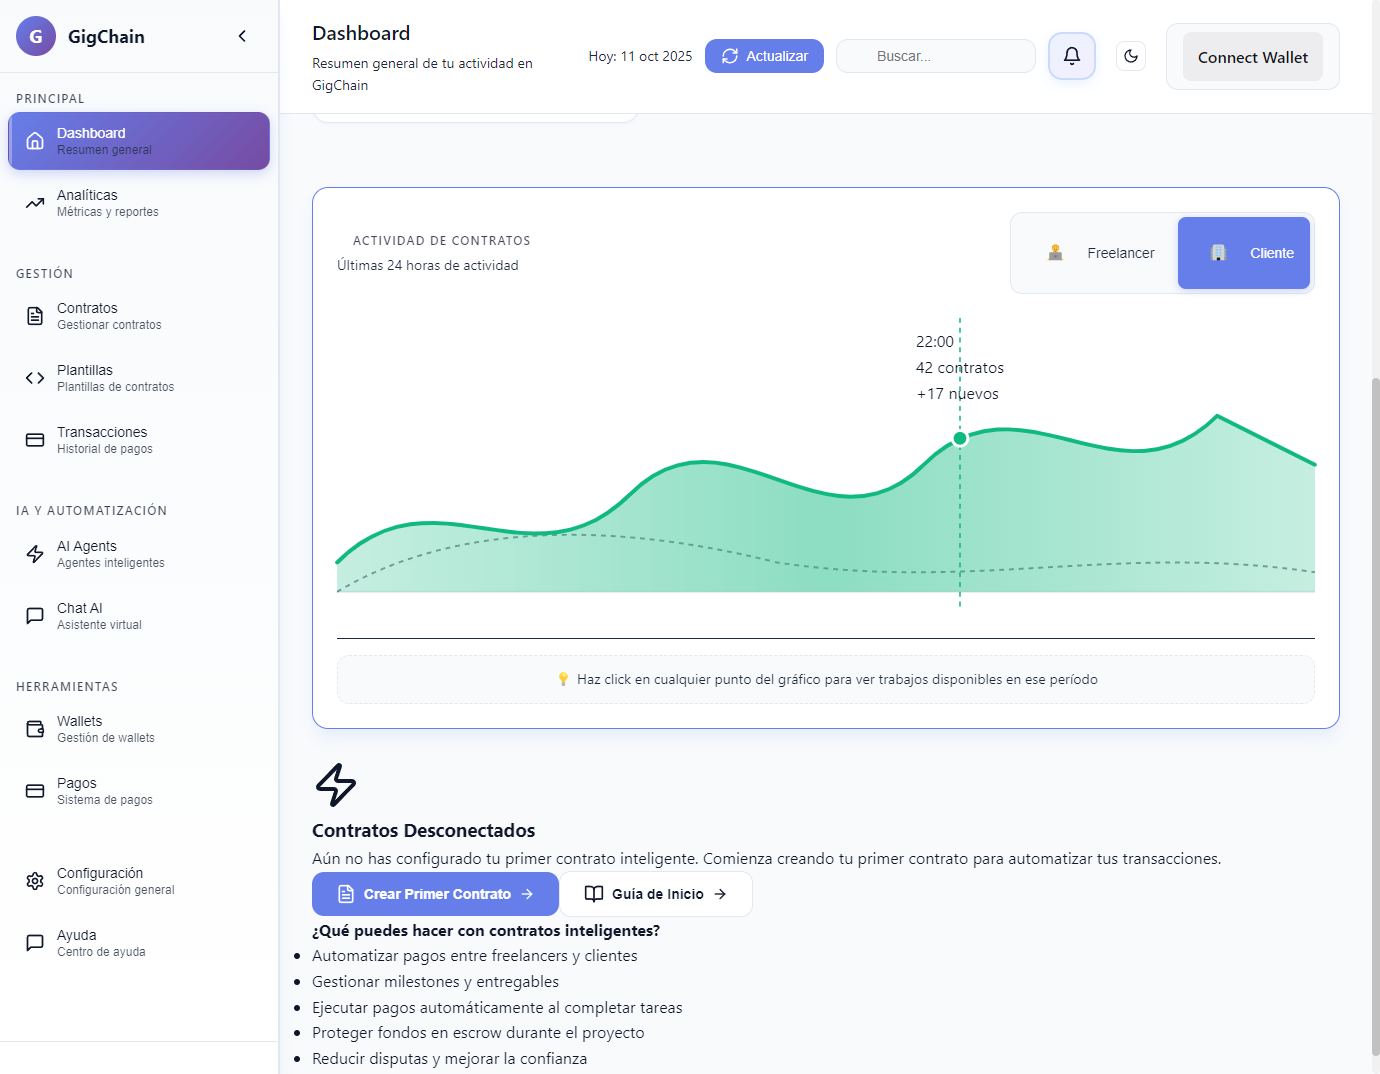 G GigChain
PRINCIPAL
Dashboard
Resumen general
Analíticas
Métricas y reportes
GESTIÓN
Contratos
Gestionar contratos
Plantillas
Plantillas de contratos
Transacciones
Historial de pagos
IA Y AUTOMATIZACIÓN
AI Agents
Agentes inteligentes
Chat AI
Asistente virtual
HERRAMIENTAS
Wallets
Gestión de wallets
Pagos
Sistema de pagos
Configuración
Configuración general
Ayuda
Centro de ayuda
Dashboard
Resumen general de tu actividad en
GigChain
Hoy: 11 oct 2025
Actualizar
Buscar...
Connect Wallet
ACTIVIDAD DE CONTRATOS
Últimas 24 horas de actividad
Freelancer
Cliente
22:00
42 contratos
+17 nuevos
Haz click en cualquier punto del gráfico para ver trabajos disponibles en ese período
Contratos Desconectados
Aún no has configurado tu primer contrato inteligente. Comienza creando tu primer contrato para automatizar tus transacciones.
Crear Primer Contrato →
Guía de Inicio →
¿Qué puedes hacer con contratos inteligentes?
• Automatizar pagos entre freelancers y clientes
• Gestionar milestones y entregables
• Ejecutar pagos automáticamente al completar tareas
• Proteger fondos en escrow durante el proyecto
• Reducir disputas y mejorar la confianza